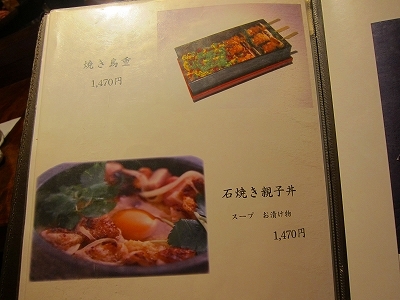 焼き鳥重
1,470円
石焼き親子丼
スープ お漬け物
1,470円